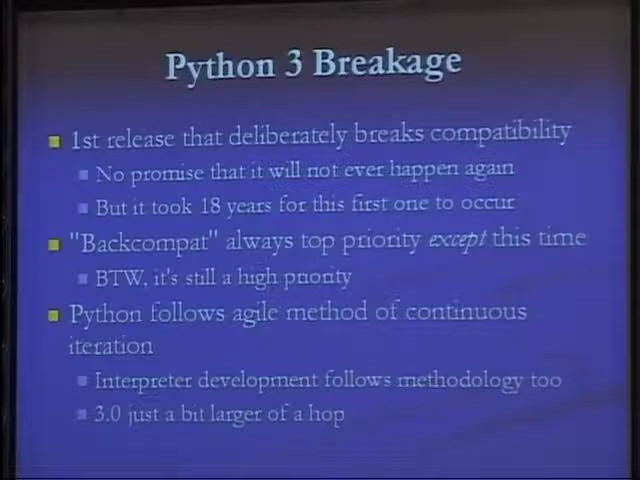 Python 3 Breakage
1st release that deliberately breaks compatibility
No promise that it will not ever happen again
But it took 18 years for this first one to occur
"Backcompat" always top priority except this time
BTW, it's still a high priority
Python follows agile method of continuous
iteration
Interpreter development follows methodology too
3.0 just a bit larger of a hop